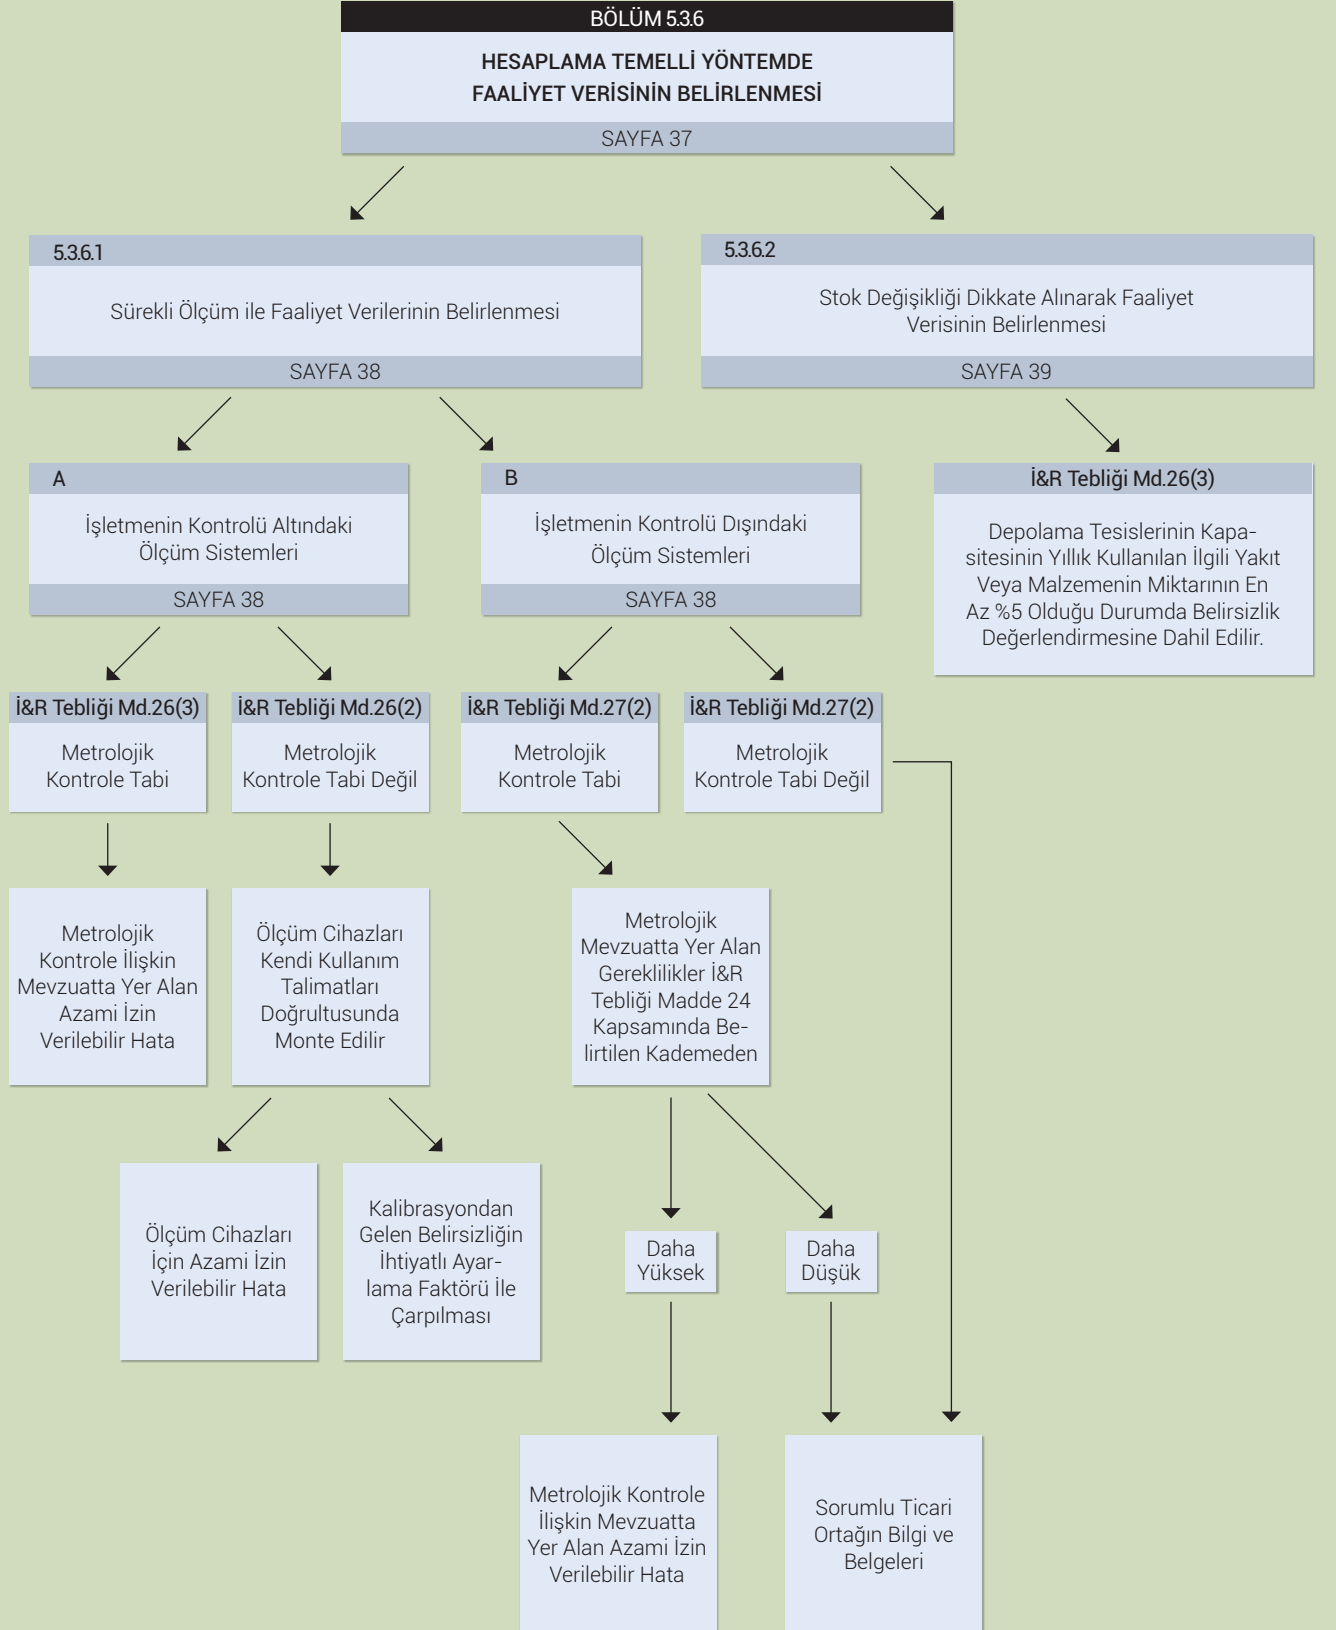 BÖLÜM 5.3.6
HESAPLAMA TEMELLİ YÖNTEMDE
FAALİYET VERİSİNİN BELİRLENMESİ
SAYFA 37
5.3.6.1
Sürekli Ölçüm ile Faaliyet Verilerinin Belirlenmesi
SAYFA 38
5.3.6.2
Stok Değişikliği Dikkate Alınarak Faaliyet
Verisinin Belirlenmesi
SAYFA 39
A
İşletmenin Kontrolü Altındaki
Ölçüm Sistemleri
SAYFA 38
B
İşletmenin Kontrolü Dışındaki
Ölçüm Sistemleri
SAYFA 38
İ&R Tebliği Md.26(3)
Depolama Tesislerinin Kapa-
sitesinin Yıllık Kullanılan İlgili Yakıt
Veya Malzemenin Miktarının En
Az %5 Olduğu Durumda Belirsizlik
Değerlendirmesine Dahil Edilir.
İ&R Tebliği Md.26(3)
Metrolojik
Kontrole Tabi
İ&R Tebliği Md.26(2)
Metrolojik
Kontrole Tabi Değil
İ&R Tebliği Md.27(2)
Metrolojik
Kontrole Tabi
İ&R Tebliği Md.27(2)
Metrolojik
Kontrole Tabi Değil
Metrolojik
Kontrole İlişkin
Mevzuatta Yer Alan
Azami İzin
Verilebilir Hata
Ölçüm Cihazları
Kendi Kullanım
Talimatları
Doğrultusunda
Monte Edilir
Metrolojik
Mevzuatta Yer Alan
Gereklilikler İ&R
Tebliği Madde 24
Kapsamında Be-
lirtilen Kademeden
Ölçüm Cihazları
İçin Azami İzin
Verilebilir Hata
Kalibrasyondan
Gelen Belirsizliğin
İhtiyatlı Ayar-
lama Faktörü İle
Çarpılması
Daha
Yüksek
Daha
Düşük
Metrolojik Kontrole
İlişkin Mevzuatta
Yer Alan Azami İzin
Verilebilir Hata
Sorumlu Ticari
Ortağın Bilgi ve
Belgeleri